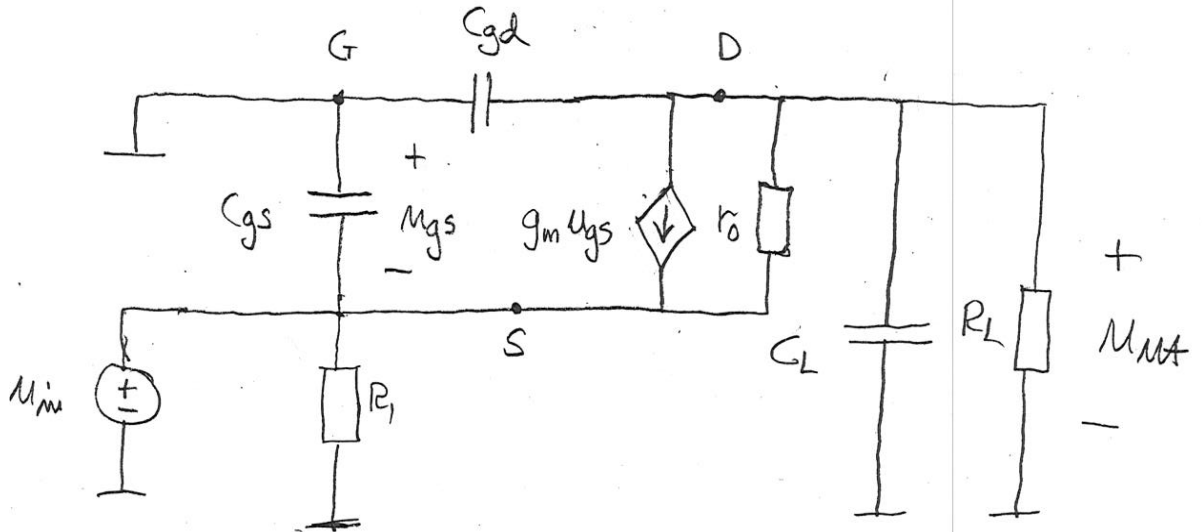 G
Cgd
D
+
Cgs
ugs
gm ugs
r0
-
S
+
uin
+
-
R1
CL
RL
uut
-